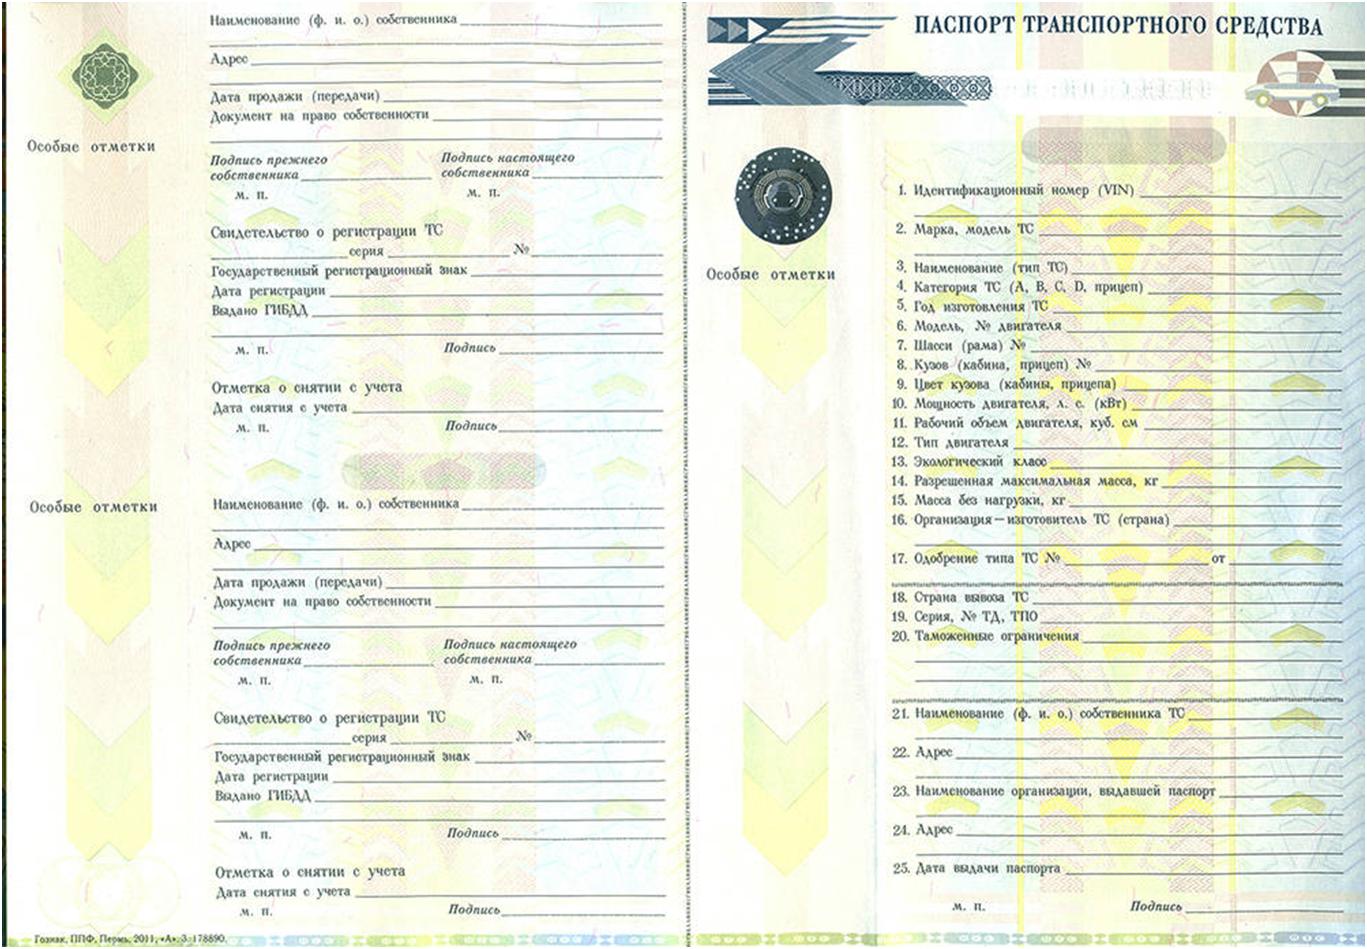 Наименование (ф. и. о.) собственника
Адрес
Дата продажи (передачи)
Документ на право собственности
Особые отметки
Подпись прежнего собственника
Подпись настоящего собственника
м. п.
м. п.
Свидетельство о регистрации ТС
серия №
Государственный регистрационный знак
Дата регистрации
Выдано ГИБДД
м. п. Подпись
Отметка о снятии с учета
Дата снятия с учета
м. п. Подпись
Особые отметки
Наименование (ф. и. о.) собственника
Адрес
Дата продажи (передачи)
Документ на право собственности
Подпись прежнего собственника
Подпись настоящего собственника
м. п.
м. п.
Свидетельство о регистрации ТС
серия №
Государственный регистрационный знак
Дата регистрации
Выдано ГИБДД
м. п. Подпись
Отметка о снятии с учета
Дата снятия с учета
м. п. Подпись
Гознак, ППФ, Пермь, 2011, «А». З. 178890.
ПАСПОРТ ТРАНСПОРТНОГО СРЕДСТВА
Особые отметки
1. Идентификационный номер (VIN)
2. Марка, модель ТС
3. Наименование (тип ТС)
4. Категория ТС (А, В, С, D, прицеп)
5. Год изготовления ТС
6. Модель, № двигателя
7. Шасси (рама) №
8. Кузов (кабина, прицеп) №
9. Цвет кузова (кабины, прицепа)
10. Мощность двигателя, л. с. (кВт)
11. Рабочий объем двигателя, куб. см
12. Тип двигателя
13. Экологический класс
14. Разрешенная максимальная масса, кг
15. Масса без нагрузки, кг
16. Организация—изготовитель ТС (страна)
17. Одобрение типа ТС № от
18. Страна вывоза ТС
19. Серия, № ТД, ТПО
20. Таможенные ограничения
21. Наименование (ф. и. о.) собственника ТС
22. Адрес
23. Наименование организации, выдавшей паспорт
24. Адрес
25. Дата выдачи паспорта
м. п. Подпись